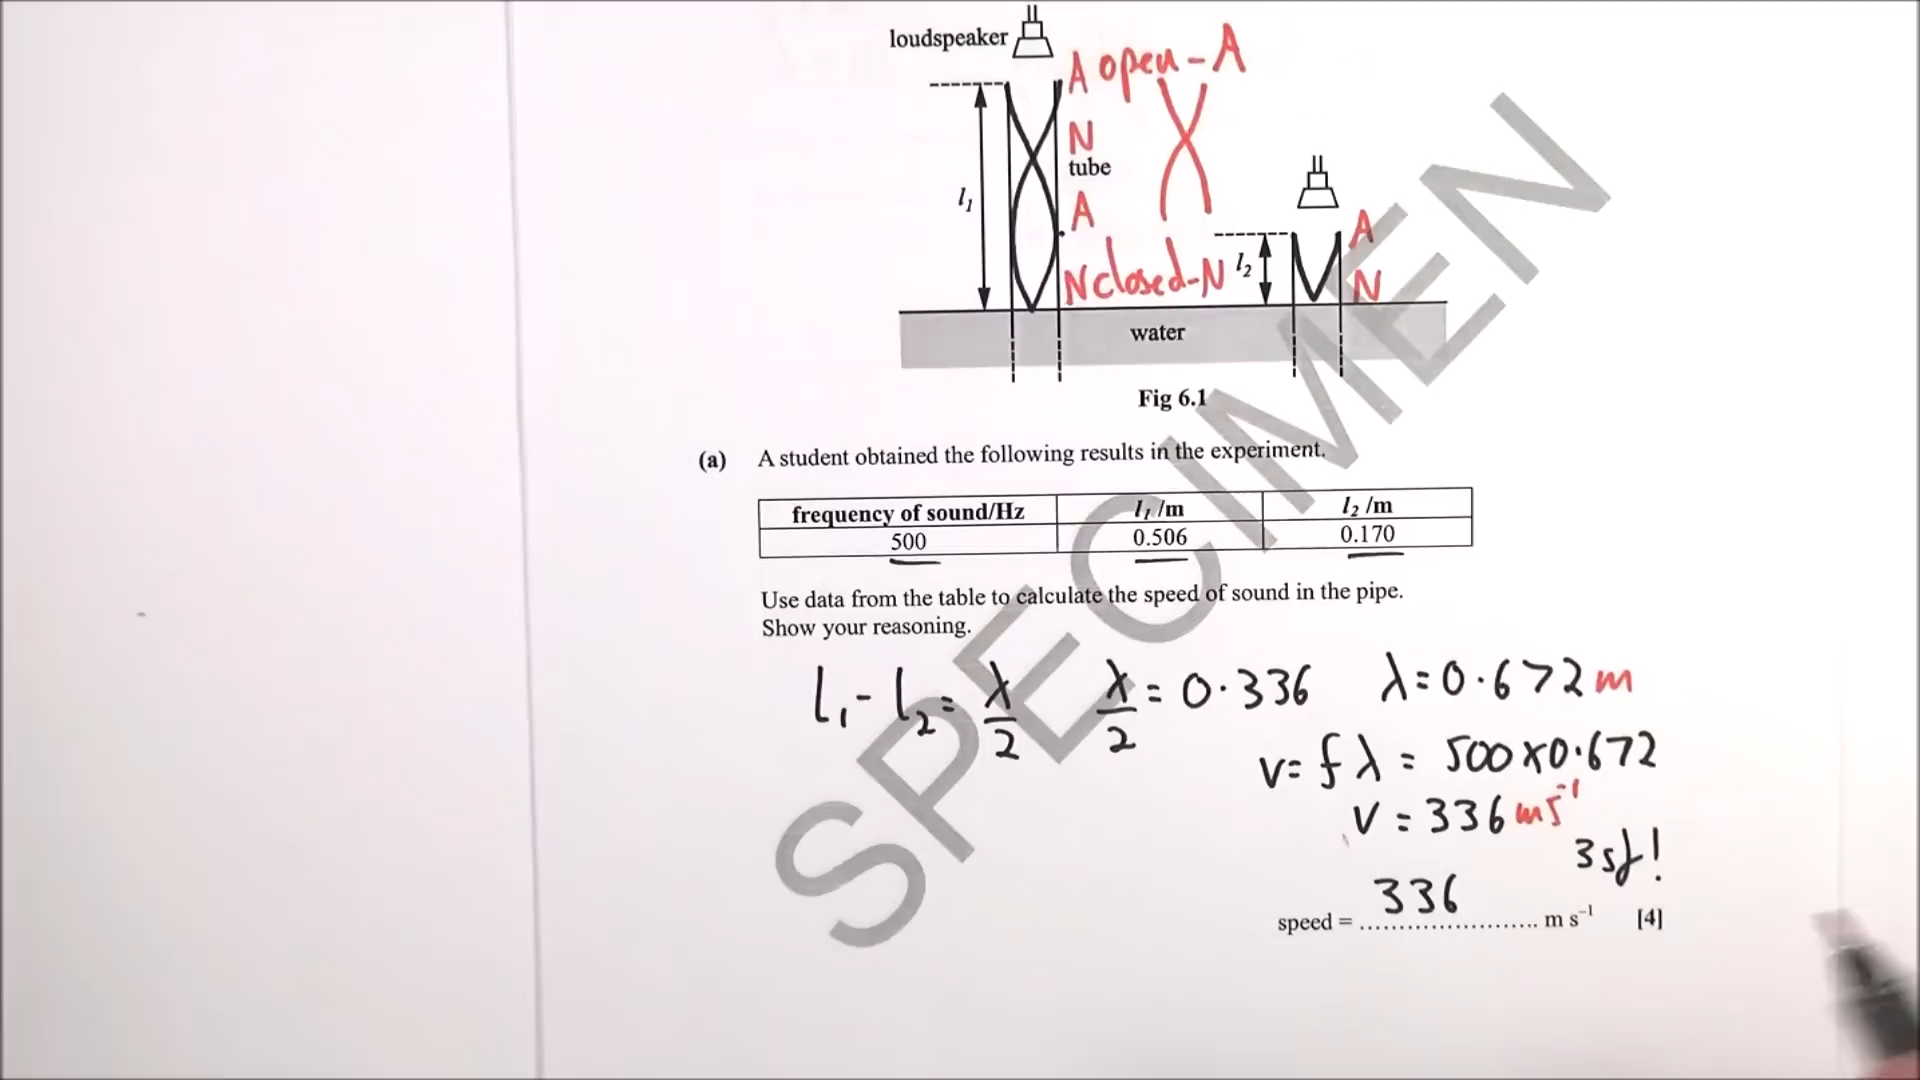 loudspeaker
A open - A
N
tube
A
l₁
N closed-N
l₂
A
N
water
Fig 6.1
(a) A student obtained the following results in the experiment.
frequency of sound/Hz l₁ /m l₂ /m
500 0.506 0.170
Use data from the table to calculate the speed of sound in the pipe.
Show your reasoning.
l₁ - l₂ = λ/2 λ/2 = 0.336 λ = 0.672 m
v = fλ = 500 x 0.672
v = 336 ms⁻¹
3 sf!
336
speed = ........................ m s⁻¹ [4]
SPECIMEN